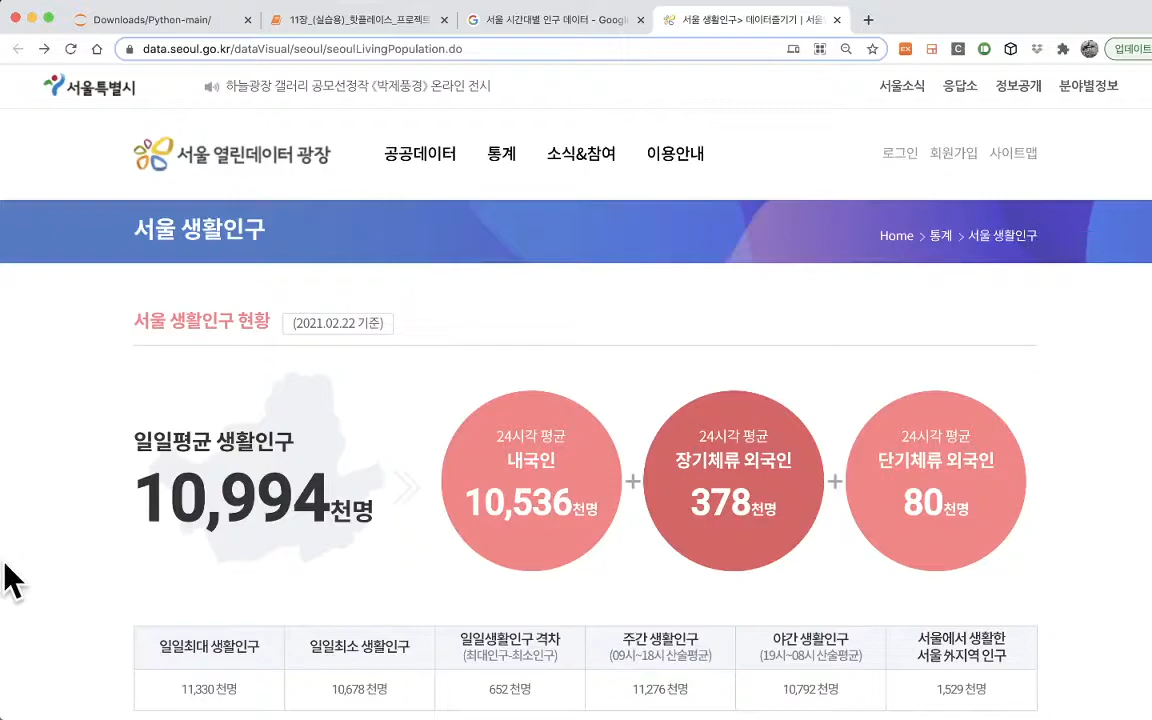 Downloads/Python-main/
11장_(실습용)_핫플레이스_프로젝트
서울 시간대별 인구 데이터 - Googl
서울 생활인구> 데이터즐기기 | 서울
data.seoul.go.kr/dataVisual/seoul/seoulLivingPopulation.do
업데이트
서울특별시
하늘광장 갤러리 공모선정작 《박제풍경》 온라인 전시
서울소식 응답소 정보공개 분야별정보
서울 열린데이터 광장
공공데이터 통계 소식&참여 이용안내
로그인 회원가입 사이트맵
서울 생활인구
Home > 통계 > 서울 생활인구
서울 생활인구 현황 (2021.02.22 기준)
일일평균 생활인구
10,994천명
24시각 평균
내국인
10,536천명
+
24시각 평균
장기체류 외국인
378천명
+
24시각 평균
단기체류 외국인
80천명
일일최대 생활인구
일일최소 생활인구
일일생활인구 격차
(최대인구-최소인구)
주간 생활인구
(09시~18시 산술평균)
야간 생활인구
(19시~08시 산술평균)
서울에서 생활한
서울 外지역 인구
11,330 천명
10,678 천명
652 천명
11,276 천명
10,792 천명
1,529 천명